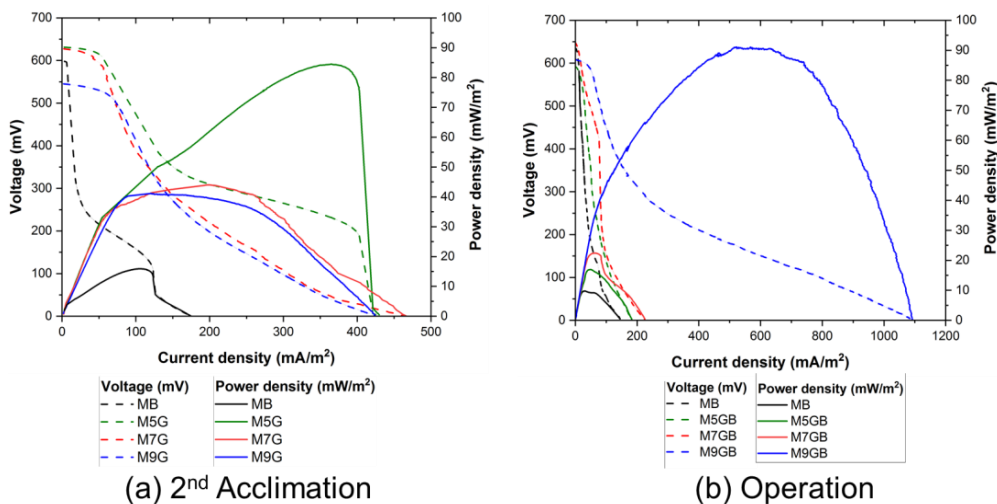 700
600
500
400
300
200
100
0
Voltage (mV)
100
90
80
70
60
50
40
30
20
10
0
Power density (mW/m²)
0 100 200 300 400 500
Current density (mA/m²)
Voltage (mV) Power density (mW/m²)
MB MB
M5G M5G
M7G M7G
M9G M9G
(a) 2nd Acclimation
700
600
500
400
300
200
100
0
Voltage (mV)
100
90
80
70
60
50
40
30
20
10
0
Power density (mW/m²)
0 200 400 600 800 1000 1200
Current density (mA/m²)
Voltage (mV) Power density (mW/m²)
MB MB
M5GB M5GB
M7GB M7GB
M9GB M9GB
(b) Operation